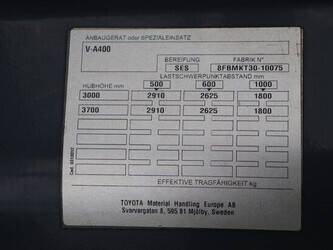 ANBAUGERÄT oder SPEZIALEINSATZ
V-A400
BEREIFUNG FABRIK N°
SES 8FBMKT30-10075
LASTSCHWERPUNKTABSTAND mm
HUBHÖHE mm 500 600 1000
3000 2910 2625 1800
3700 2910 2625 1800
EFFEKTIVE TRAGFÄHIGKEIT kg
TOYOTA Material Handling Europe AB
Svarvargatan 8, 595 81 Mjölby, Sweden